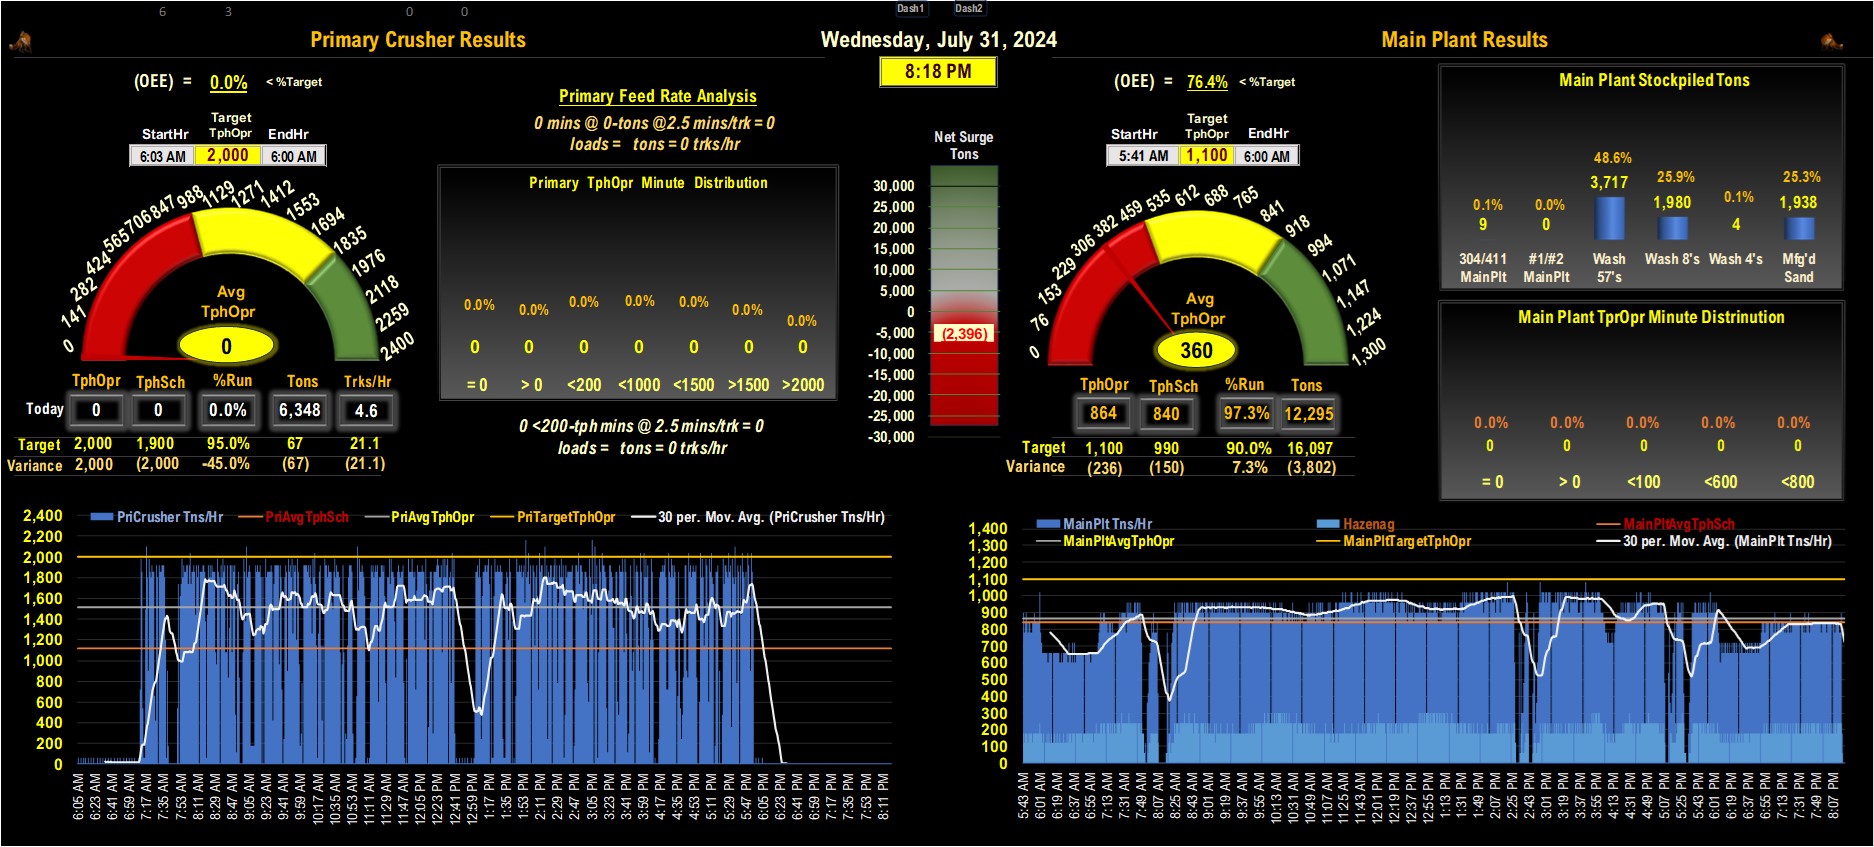 6 3 0 0 Dash1 Dash2
Primary Crusher Results
Wednesday, July 31, 2024
Main Plant Results
8:18 PM
(OEE) = 0.0% < %Target
Target
StartHr TphOpr EndHr
6:03 AM 2,000 6:00 AM
0 141 282 424 565 706 847 988 1129 1271 1412 1553 1694 1835 1976 2118 2259 2400
Avg
TphOpr
0
TphOpr TphSch %Run Tons Trks/Hr
Today 0 0 0.0% 6,348 4.6
Target 2,000 1,900 95.0% 67 21.1
Variance 2,000 (2,000 -45.0% (67) (21.1)
Primary Feed Rate Analysis
0 mins @ 0-tons @2.5 mins/trk = 0
loads = tons = 0 trks/hr
Primary TphOpr Minute Distribution
0.0% 0.0% 0.0% 0.0% 0.0% 0.0% 0.0%
0 0 0 0 0 0 0
= 0 > 0 <200 <1000 <1500 >1500 >2000
0 <200-tph mins @ 2.5 mins/trk = 0
loads = tons = 0 trks/hr
Net Surge
Tons
30,000
25,000
20,000
15,000
10,000
5,000
0
-5,000
(2,396)
-10,000
-15,000
-20,000
-25,000
-30,000
(OEE) = 76.4% < %Target
Target
StartHr TphOpr EndHr
5:41 AM 1,100 6:00 AM
0 76 153 229 306 382 459 535 612 688 765 841 918 994 1,071 1,147 1,224 1,300
Avg
TphOpr
360
TphOpr TphSch %Run Tons
864 840 97.3% 12,295
Target 1,100 990 90.0% 16,097
Variance (236) (150) 7.3% (3,802)
Main Plant Stockpiled Tons
0.1% 0.0% 48.6% 25.9% 0.1% 25.3%
9 0 3,717 1,980 4 1,938
304/411 #1/#2 Wash Wash 8's Wash 4's Mfg'd
MainPlt MainPlt 57's Sand
Main Plant TprOpr Minute Distrinution
0.0% 0.0% 0.0% 0.0% 0.0%
0 0 0 0 0
= 0 > 0 <100 <600 <800
PriCrusher Tns/Hr PriAvgTphSch PriAvgTphOpr PriTargetTphOpr 30 per. Mov. Avg. (PriCrusher Tns/Hr)
2,400
2,200
2,000
1,800
1,600
1,400
1,200
1,000
800
600
400
200
0
6:05 AM 6:23 AM 6:41 AM 6:59 AM 7:17 AM 7:35 AM 7:53 AM 8:11 AM 8:29 AM 8:47 AM 9:05 AM 9:23 AM 9:41 AM 9:59 AM 10:17 AM 10:35 AM 10:53 AM 11:11 AM 11:29 AM 11:47 AM 12:05 PM 12:23 PM 12:41 PM 12:59 PM 1:17 PM 1:35 PM 1:53 PM 2:11 PM 2:29 PM 2:47 PM 3:05 PM 3:23 PM 3:41 PM 3:59 PM 4:17 PM 4:35 PM 4:53 PM 5:11 PM 5:29 PM 5:47 PM 6:05 PM 6:23 PM 6:41 PM 6:59 PM 7:17 PM 7:35 PM 7:53 PM 8:11 PM
MainPlt Tns/Hr Hazenag MainPltAvgTphSch
MainPltAvgTphOpr MainPltTargetTphOpr 30 per. Mov. Avg. (MainPlt Tns/Hr)
1,400
1,300
1,200
1,100
1,000
900
800
700
600
500
400
300
200
100
0
5:43 AM 6:01 AM 6:19 AM 6:37 AM 6:55 AM 7:13 AM 7:31 AM 7:49 AM 8:07 AM 8:25 AM 8:43 AM 9:01 AM 9:19 AM 9:37 AM 9:55 AM 10:13 AM 10:31 AM 10:49 AM 11:07 AM 11:25 AM 11:43 AM 12:01 PM 12:19 PM 12:37 PM 12:55 PM 1:13 PM 1:31 PM 1:49 PM 2:07 PM 2:25 PM 2:43 PM 3:01 PM 3:19 PM 3:37 PM 3:55 PM 4:13 PM 4:31 PM 4:49 PM 5:07 PM 5:25 PM 5:43 PM 6:01 PM 6:19 PM 6:37 PM 6:55 PM 7:13 PM 7:31 PM 7:49 PM 8:07 PM